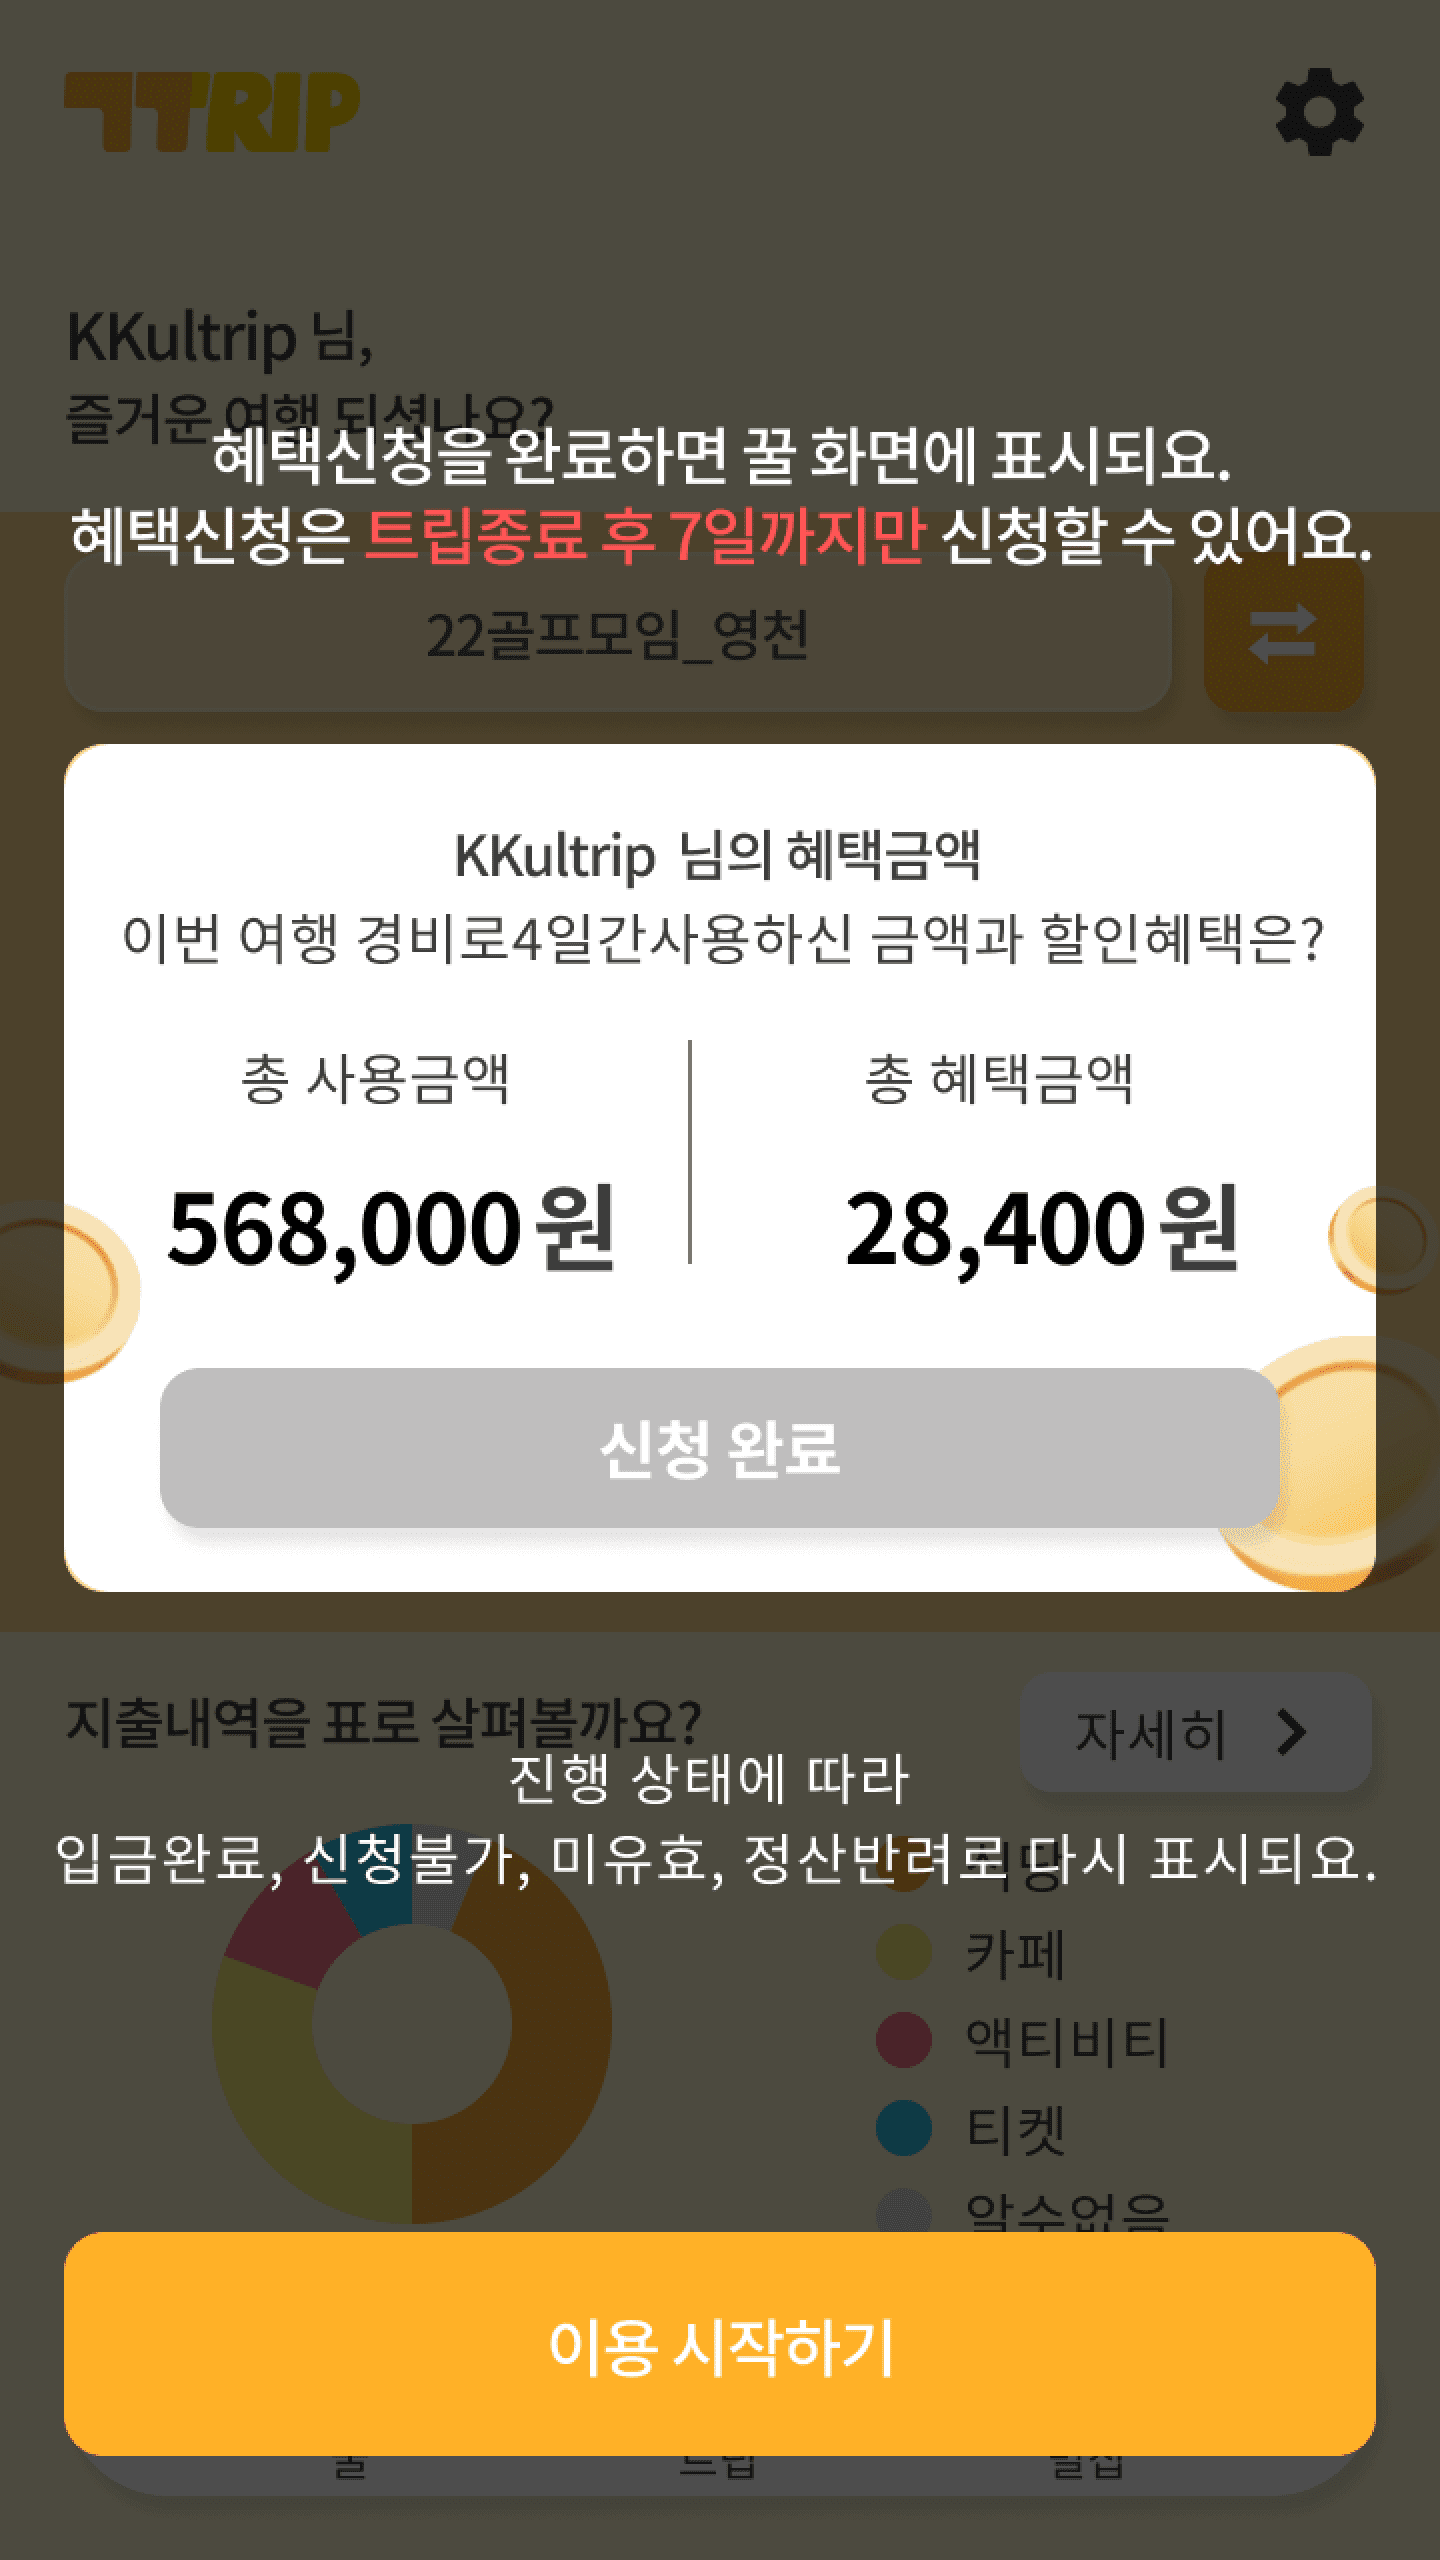 ㄲTRIP
KKultrip 님,
즐거운 여행 되셨나요?
혜택신청을 완료하면 꿀 화면에 표시되요.
혜택신청은 트립종료 후 7일까지만 신청할 수 있어요.
22골프모임_영천
KKultrip 님의 혜택금액
이번 여행 경비로4일간사용하신 금액과 할인혜택은?
총 사용금액
총 혜택금액
568,000원
28,400원
신청 완료
지출내역을 표로 살펴볼까요?
자세히
진행 상태에 따라
입금완료, 신청불가, 미유효, 정산반려로 다시 표시되요.
식당
카페
액티비티
티켓
알수없음
이용 시작하기
꿀
트립